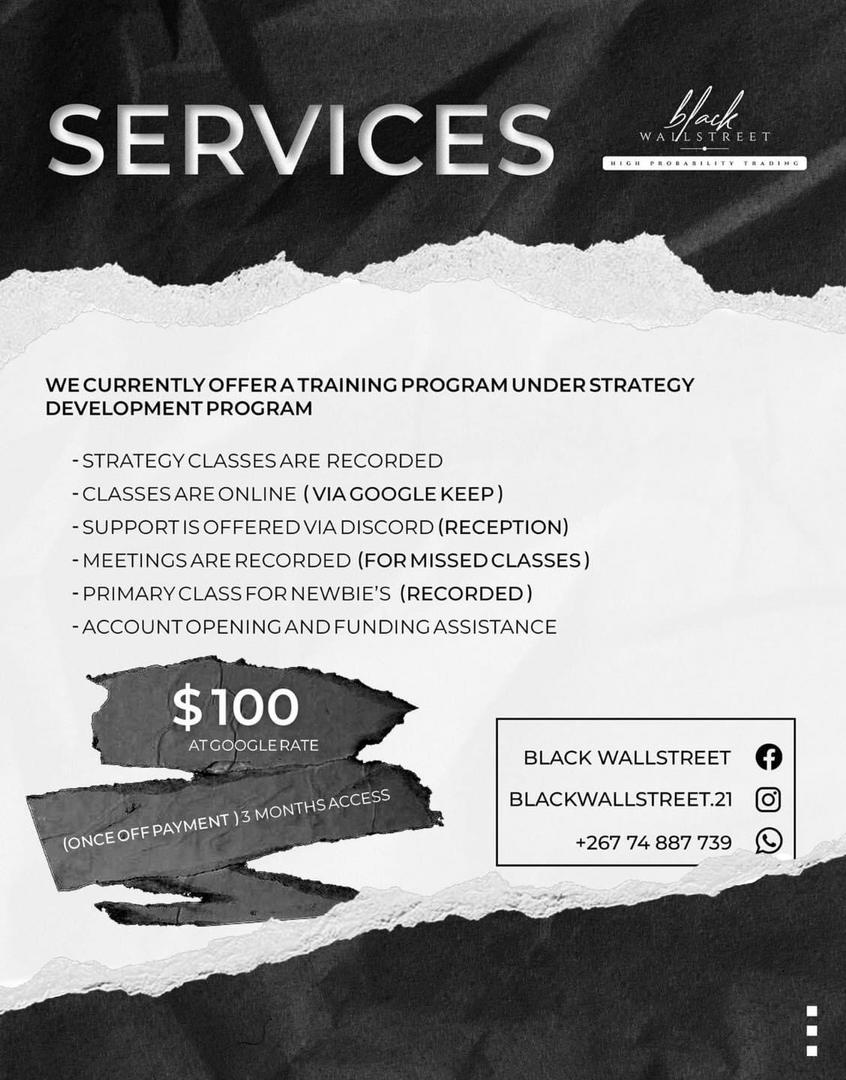 SERVICES
black
WALLSTREET
HIGH PROBABILITY TRADING
WE CURRENTLY OFFER A TRAINING PROGRAM UNDER STRATEGY
DEVELOPMENT PROGRAM
- STRATEGY CLASSES ARE RECORDED
- CLASSES ARE ONLINE ( VIA GOOGLE KEEP )
- SUPPORT IS OFFERED VIA DISCORD (RECEPTION)
- MEETINGS ARE RECORDED (FOR MISSED CLASSES )
- PRIMARY CLASS FOR NEWBIE'S (RECORDED )
- ACCOUNT OPENING AND FUNDING ASSISTANCE
$ 100
AT GOOGLE RATE
(ONCE OFF PAYMENT ) 3 MONTHS ACCESS
BLACK WALLSTREET
BLACKWALLSTREET.21
+267 74 887 739